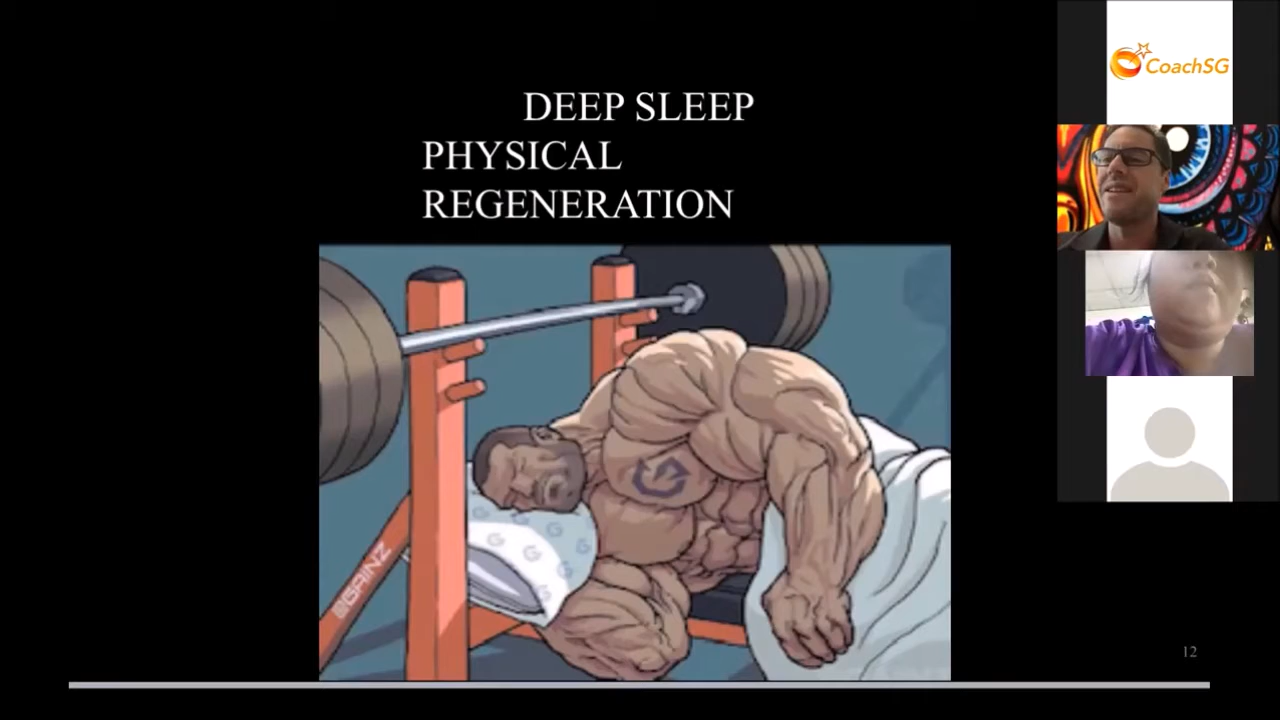 DEEP SLEEP
PHYSICAL
REGENERATION
CoachSG
G
GAINZ
12